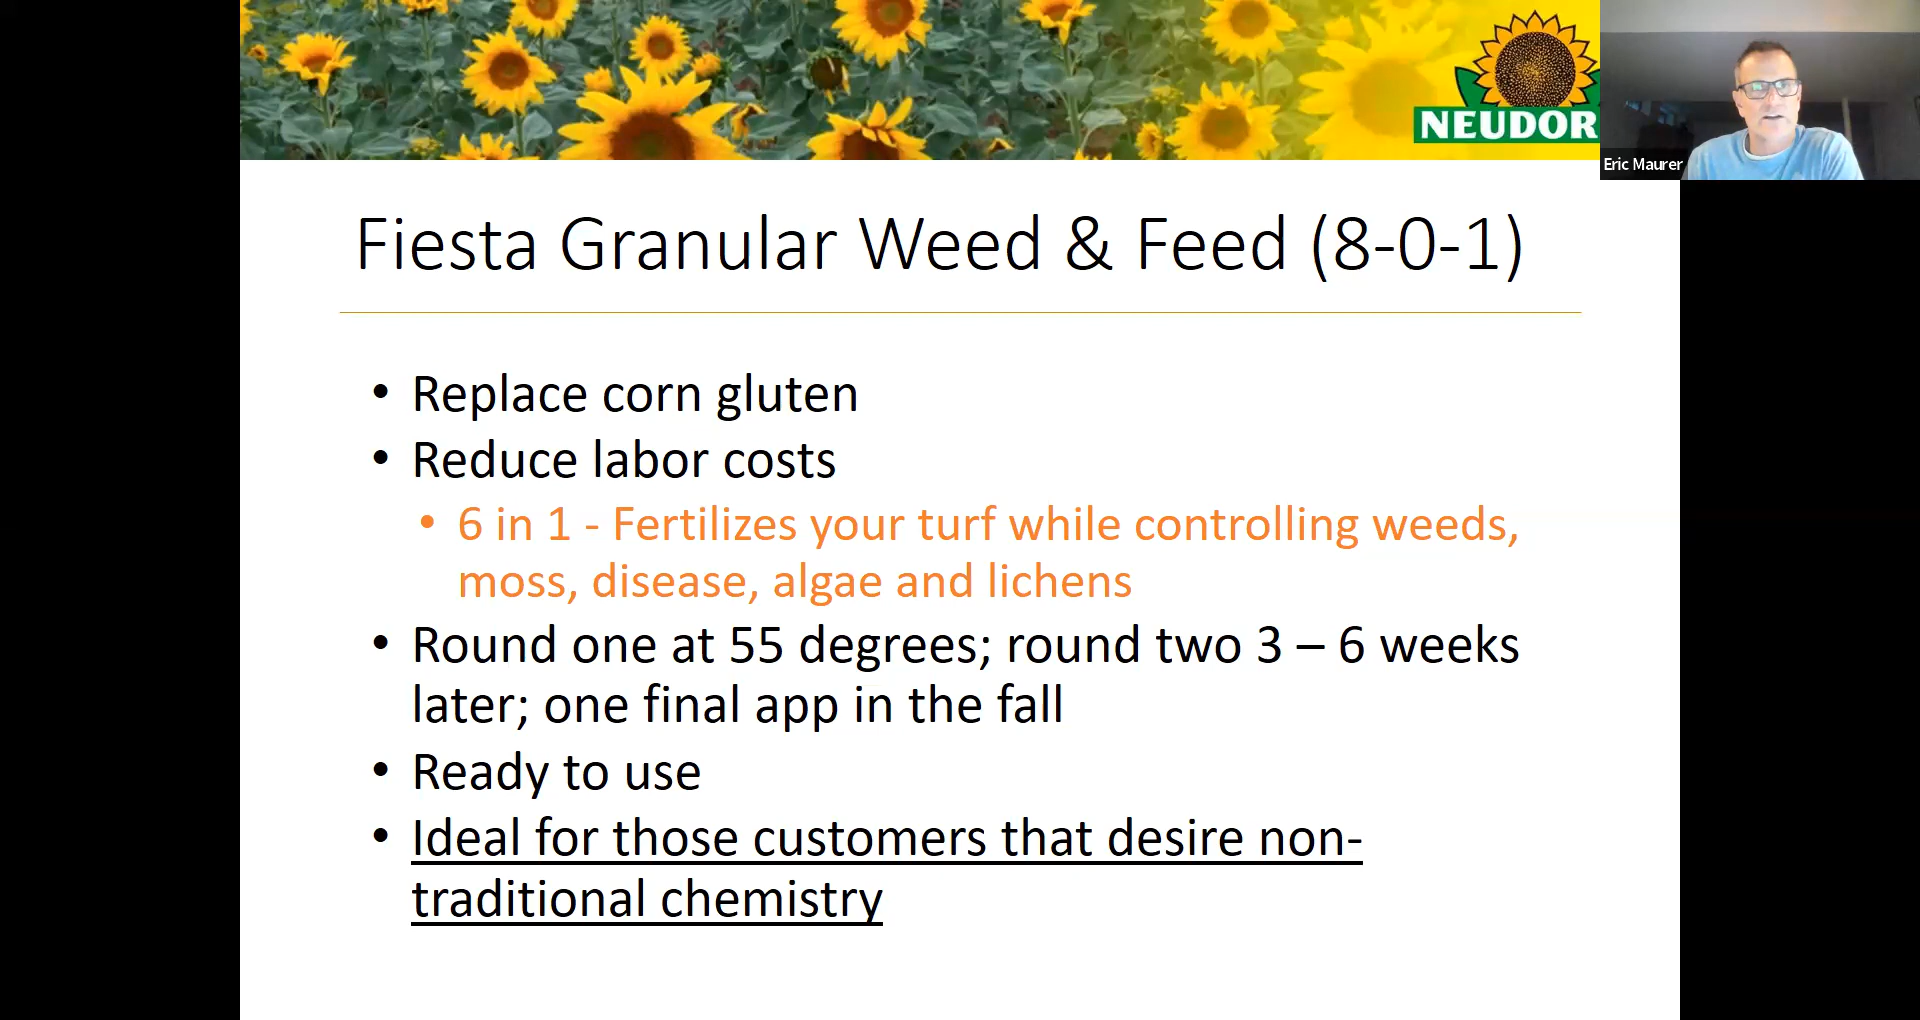 NEUDOR
Eric Maurer
Fiesta Granular Weed & Feed (8-0-1)
• Replace corn gluten
• Reduce labor costs
• 6 in 1 - Fertilizes your turf while controlling weeds,
moss, disease, algae and lichens
• Round one at 55 degrees; round two 3 – 6 weeks
later; one final app in the fall
• Ready to use
• Ideal for those customers that desire non-
traditional chemistry